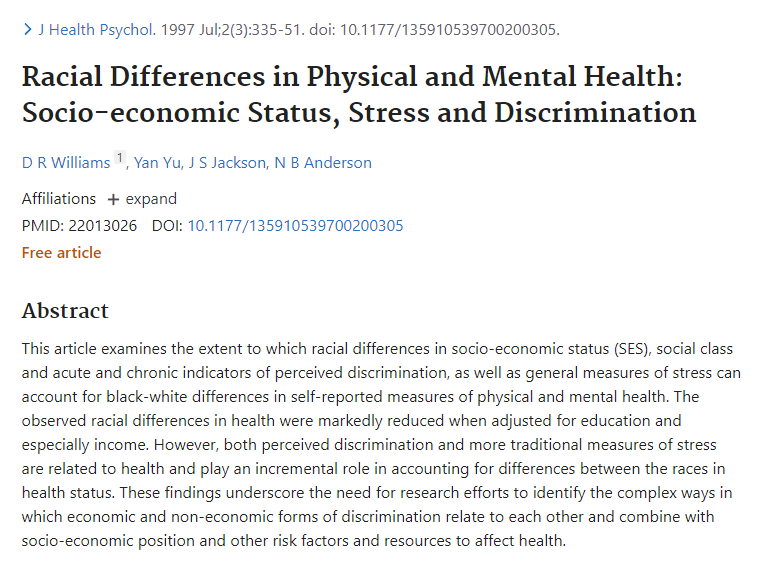 > J Health Psychol. 1997 Jul;2(3):335-51. doi: 10.1177/135910539700200305.
Racial Differences in Physical and Mental Health:
Socio-economic Status, Stress and Discrimination
D R Williams 1, Yan Yu, J S Jackson, N B Anderson
Affiliations + expand
PMID: 22013026 DOI: 10.1177/135910539700200305
Free article
Abstract
This article examines the extent to which racial differences in socio-economic status (SES), social class
and acute and chronic indicators of perceived discrimination, as well as general measures of stress can
account for black-white differences in self-reported measures of physical and mental health. The
observed racial differences in health were markedly reduced when adjusted for education and
especially income. However, both perceived discrimination and more traditional measures of stress
are related to health and play an incremental role in accounting for differences between the races in
health status. These findings underscore the need for research efforts to identify the complex ways in
which economic and non-economic forms of discrimination relate to each other and combine with
socio-economic position and other risk factors and resources to affect health.